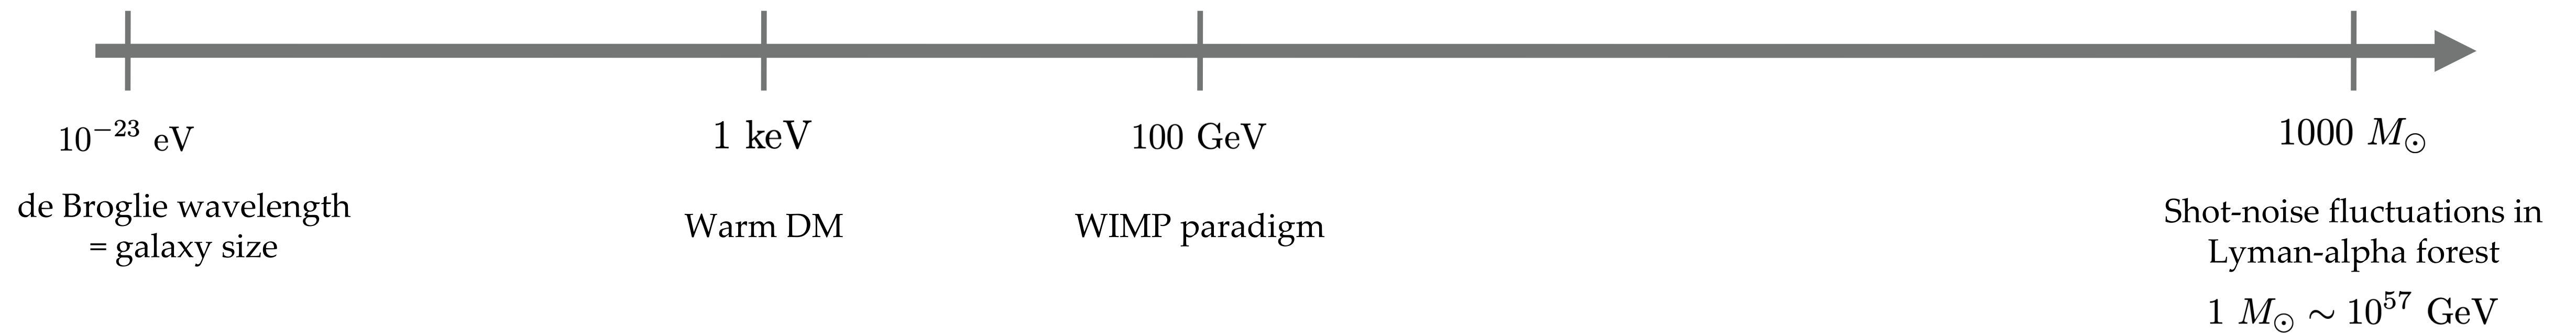 10⁻²³ eV
de Broglie wavelength
= galaxy size
1 keV
Warm DM
100 GeV
WIMP paradigm
1000 M☉
Shot-noise fluctuations in
Lyman-alpha forest
1 M☉ ∼ 10⁵⁷ GeV